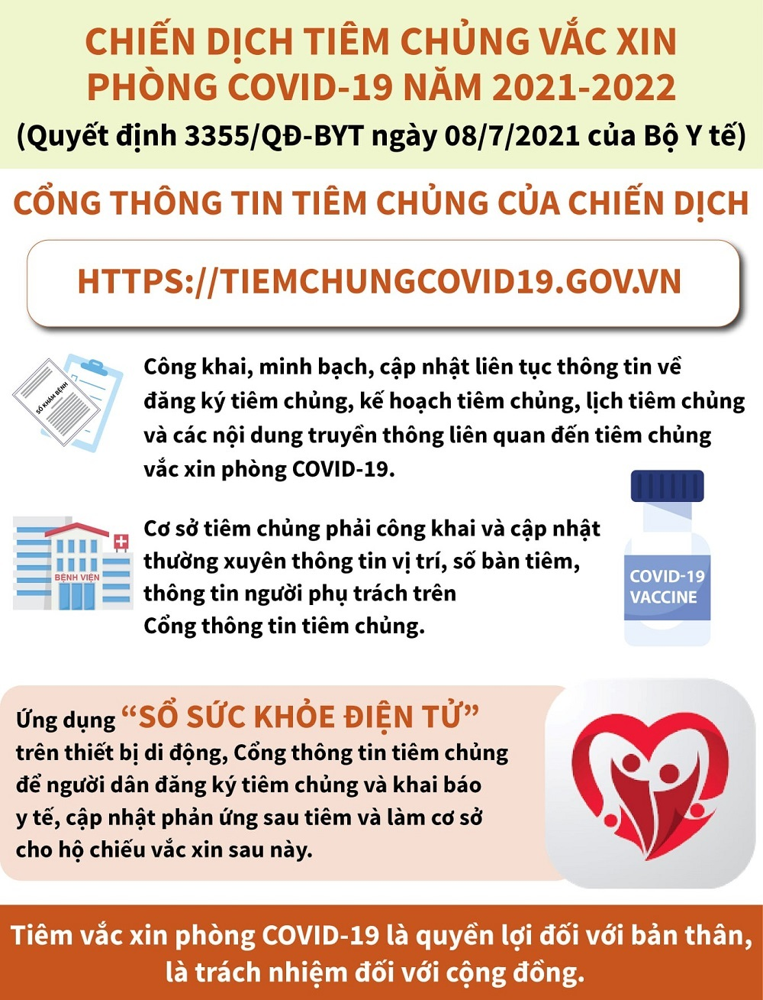 CHIẾN DỊCH TIÊM CHỦNG VẮC XIN
PHÒNG COVID-19 NĂM 2021-2022
(Quyết định 3355/QĐ-BYT ngày 08/7/2021 của Bộ Y tế)
CỔNG THÔNG TIN TIÊM CHỦNG CỦA CHIẾN DỊCH
HTTPS://TIEMCHUNGCOVID19.GOV.VN
SỔ KHÁM BỆNH
Công khai, minh bạch, cập nhật liên tục thông tin về
đăng ký tiêm chủng, kế hoạch tiêm chủng, lịch tiêm chủng
và các nội dung truyền thông liên quan đến tiêm chủng
vắc xin phòng COVID-19.
BỆNH VIỆN
Cơ sở tiêm chủng phải công khai và cập nhật
thường xuyên thông tin vị trí, số bàn tiêm,
thông tin người phụ trách trên
Cổng thông tin tiêm chủng.
COVID-19
VACCINE
Ứng dụng “SỔ SỨC KHỎE ĐIỆN TỬ”
trên thiết bị di động, Cổng thông tin tiêm chủng
để người dân đăng ký tiêm chủng và khai báo
y tế, cập nhật phản ứng sau tiêm và làm cơ sở
cho hộ chiếu vắc xin sau này.
Tiêm vắc xin phòng COVID-19 là quyền lợi đối với bản thân,
là trách nhiệm đối với cộng đồng.